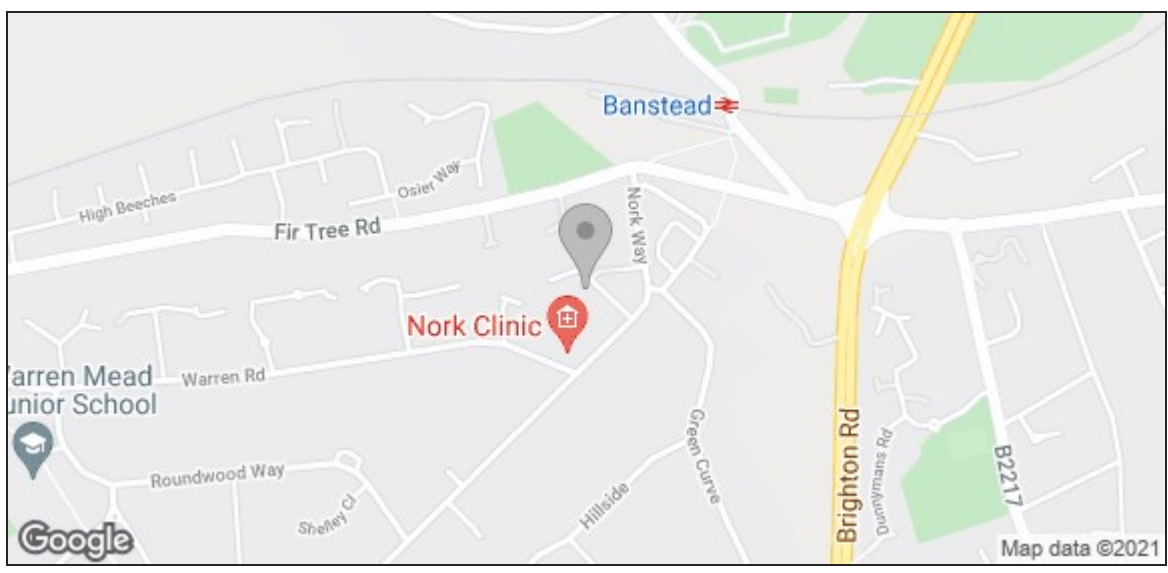 Banstead
Osier Way
High Beeches
Nork Way
Fir Tree Rd
Nork Clinic
Warren Rd
arren Mead
unior School
Green Curve
Brighton Rd
Dunnymans Rd
B2217
Roundwood Way
Hillside
Shelley Cl
Google
Map data ©2021